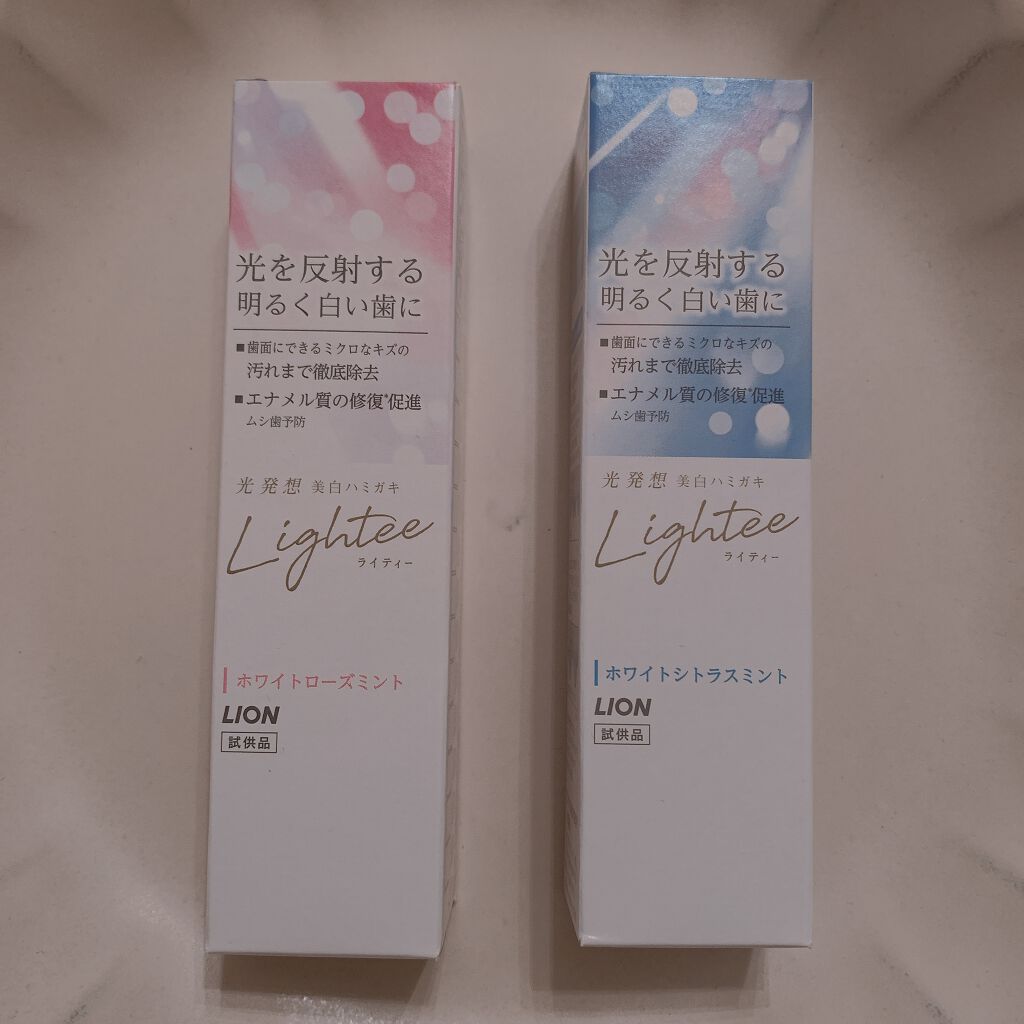 光を反射する
明るく白い歯に
■歯面にできるミクロなキズの
汚れまで徹底除去
■エナメル質の修復*促進
ムシ歯予防
光発想 美白ハミガキ
Lightee
ライティー
ホワイトローズミント
LION
試供品
光を反射する
明るく白い歯に
■歯面にできるミクロなキズの
汚れまで徹底除去
■エナメル質の修復*促進
ムシ歯予防
光発想 美白ハミガキ
Lightee
ライティー
ホワイトシトラスミント
LION
試供品